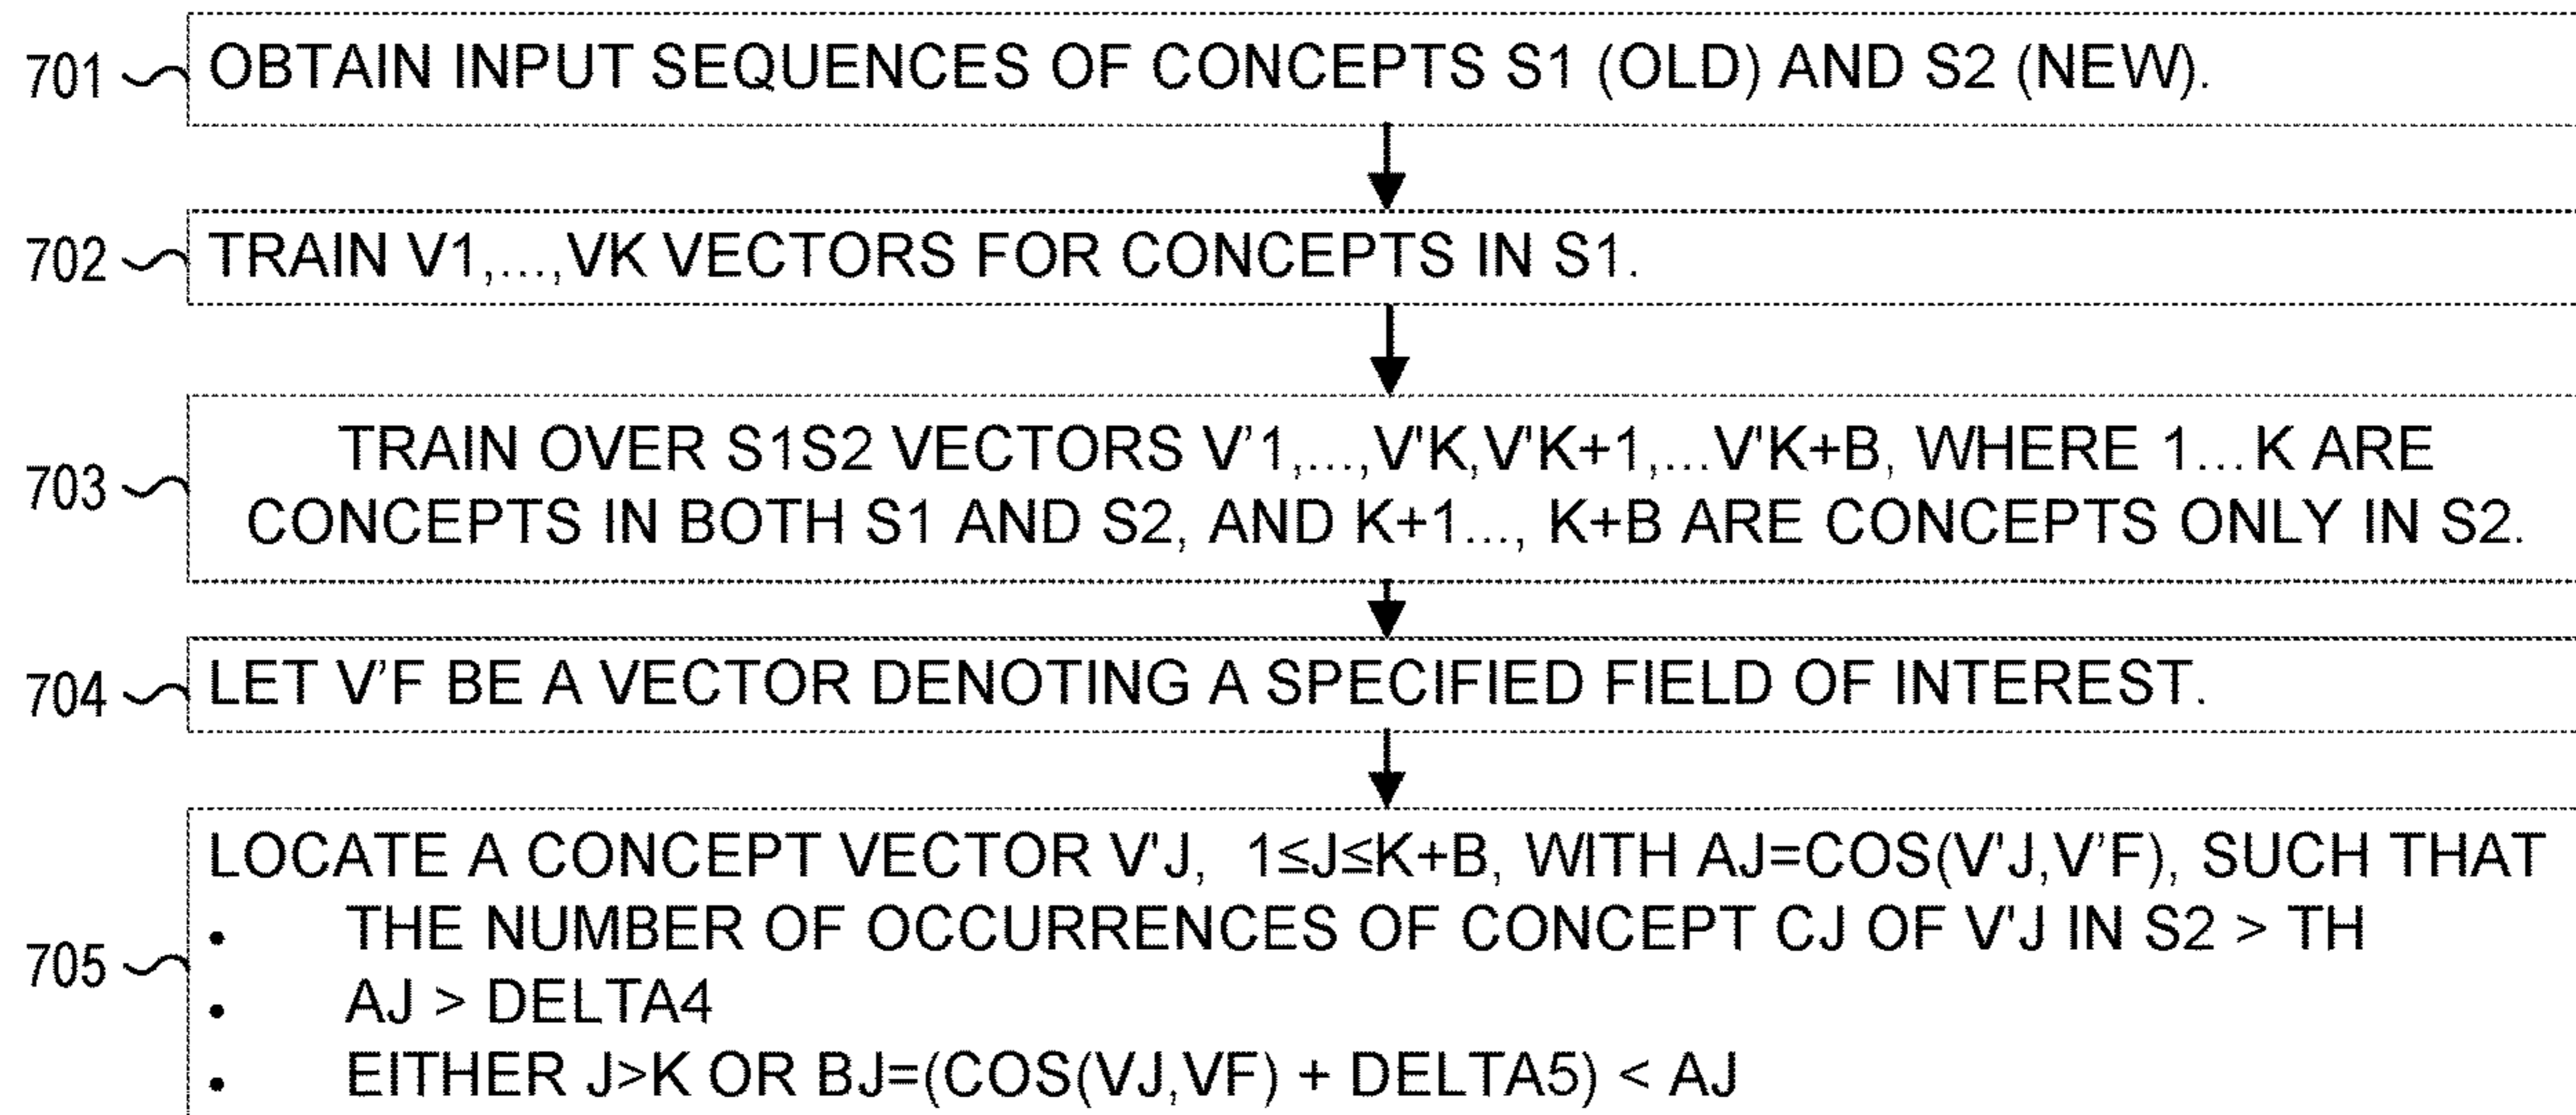 701 OBTAIN INPUT SEQUENCES OF CONCEPTS S1 (OLD) AND S2 (NEW).
702 TRAIN V1,...,VK VECTORS FOR CONCEPTS IN S1.
TRAIN OVER S1S2 VECTORS V'1,...,V'K,V'K+1,...V'K+B, WHERE 1...K ARE
703 CONCEPTS IN BOTH S1 AND S2, AND K+1..., K+B ARE CONCEPTS ONLY IN S2.
704 LET V'F BE A VECTOR DENOTING A SPECIFIED FIELD OF INTEREST.
LOCATE A CONCEPT VECTOR V'J, 1≤J≤K+B, WITH AJ=COS(V'J,V'F), SUCH THAT
• THE NUMBER OF OCCURRENCES OF CONCEPT CJ OF V'J IN S2 > TH
705
• AJ > DELTA4
• EITHER J>K OR BJ=(COS(VJ,VF) + DELTA5) < AJ